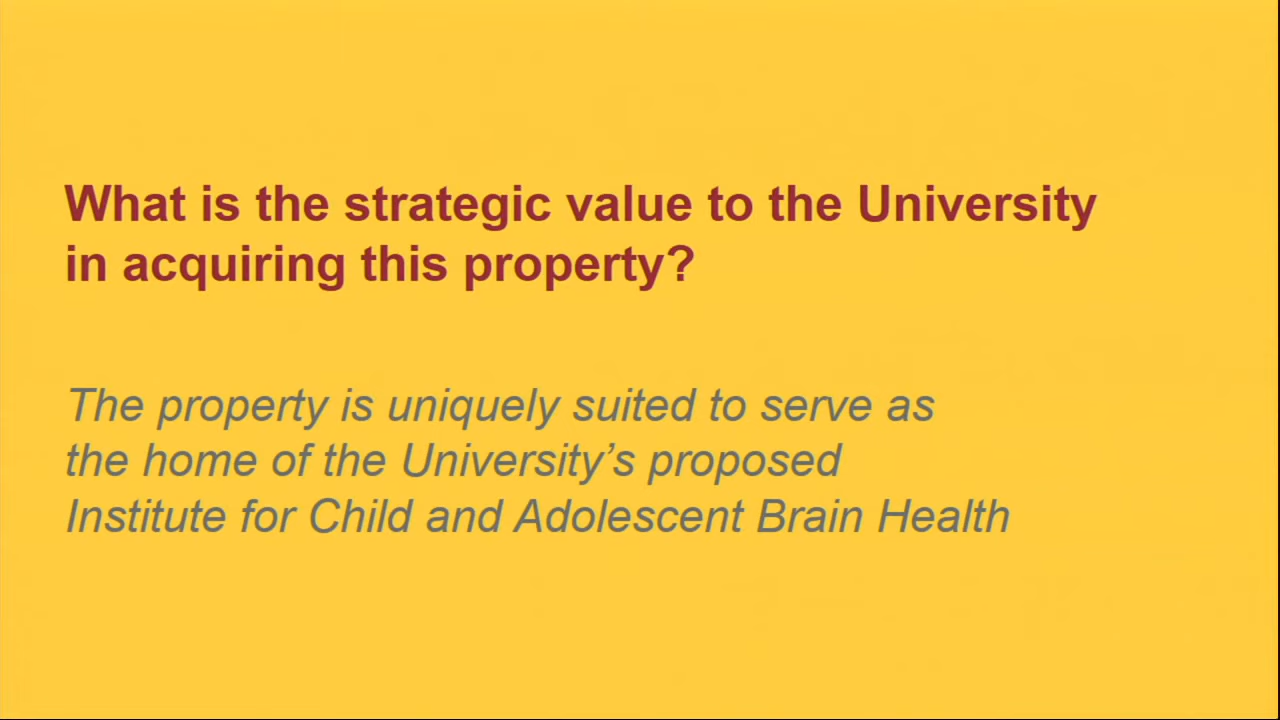 What is the strategic value to the University
in acquiring this property?
The property is uniquely suited to serve as
the home of the University’s proposed
Institute for Child and Adolescent Brain Health